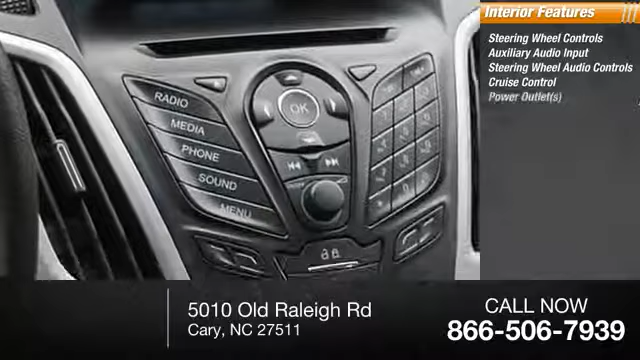 Interior Features
Steering Wheel Controls
Auxiliary Audio Input
Steering Wheel Audio Controls
Cruise Control
Power Outlet(s)
RADIO
MEDIA
PHONE
SOUND
MENU
OK
5010 Old Raleigh Rd
Cary, NC 27511
CALL NOW
866-506-7939